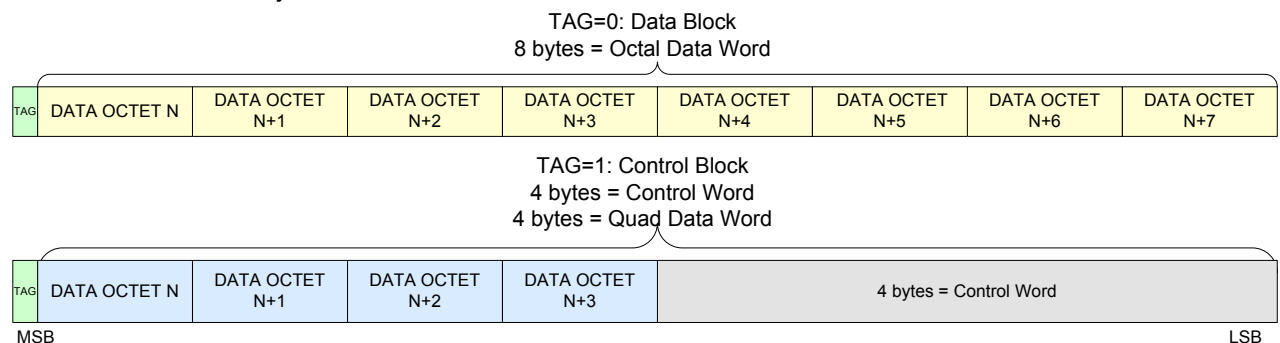 TAG=0: Data Block
8 bytes = Octal Data Word
TAG
DATA OCTET N
DATA OCTET
N+1
DATA OCTET
N+2
DATA OCTET
N+3
DATA OCTET
N+4
DATA OCTET
N+5
DATA OCTET
N+6
DATA OCTET
N+7
TAG=1: Control Block
4 bytes = Control Word
4 bytes = Quad Data Word
TAG
DATA OCTET N
DATA OCTET
N+1
DATA OCTET
N+2
DATA OCTET
N+3
4 bytes = Control Word
MSB
LSB